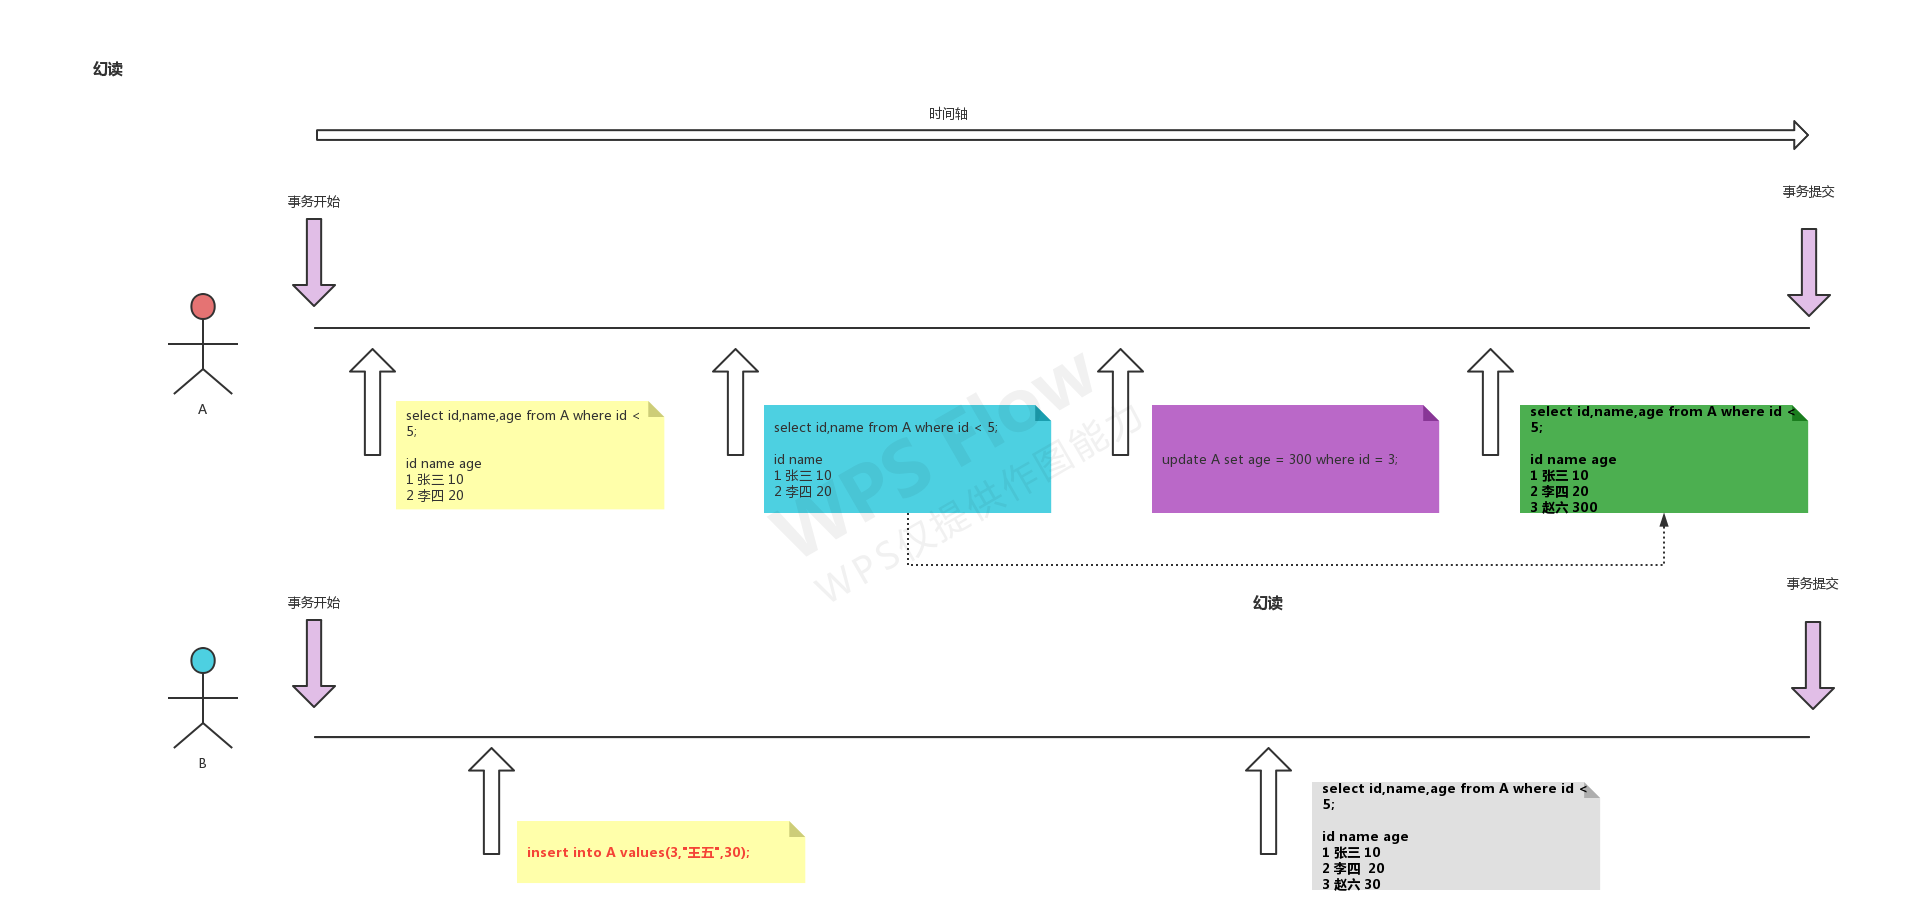 幻读
时间轴
事务开始
事务提交
A
select id,name,age from A where id <
5;
id name age
1 张三 10
2 李四 20
select id,name from A where id < 5;
id name
1 张三 10
2 李四 20
update A set age = 300 where id = 3;
select id,name,age from A where id <
5;
id name age
1 张三 10
2 李四 20
3 赵六 300
WPS Flow
WPS仅提供作图能力
幻读
事务开始
事务提交
B
insert into A values(3,"王五",30);
select id,name,age from A where id <
5;
id name age
1 张三 10
2 李四  20
3 赵六 30